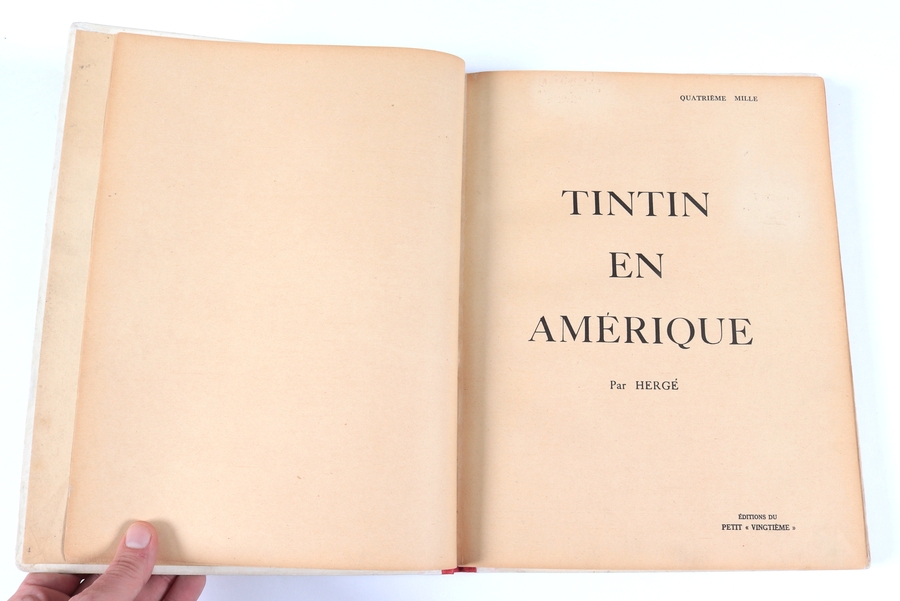 QUATRIÈME MILLE
TINTIN
EN
AMÉRIQUE
Par HERGÉ
ÉDITIONS DU
PETIT « VINGTIÈME »